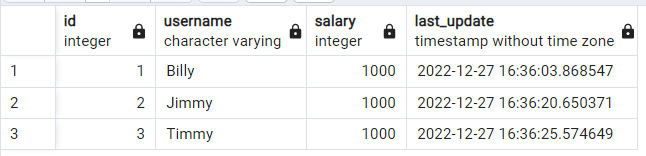 id username salary last_update
integer character varying integer timestamp without time zone
1 1 Billy 1000 2022-12-27 16:36:03.868547
2 2 Jimmy 1000 2022-12-27 16:36:20.650371
3 3 Timmy 1000 2022-12-27 16:36:25.574649